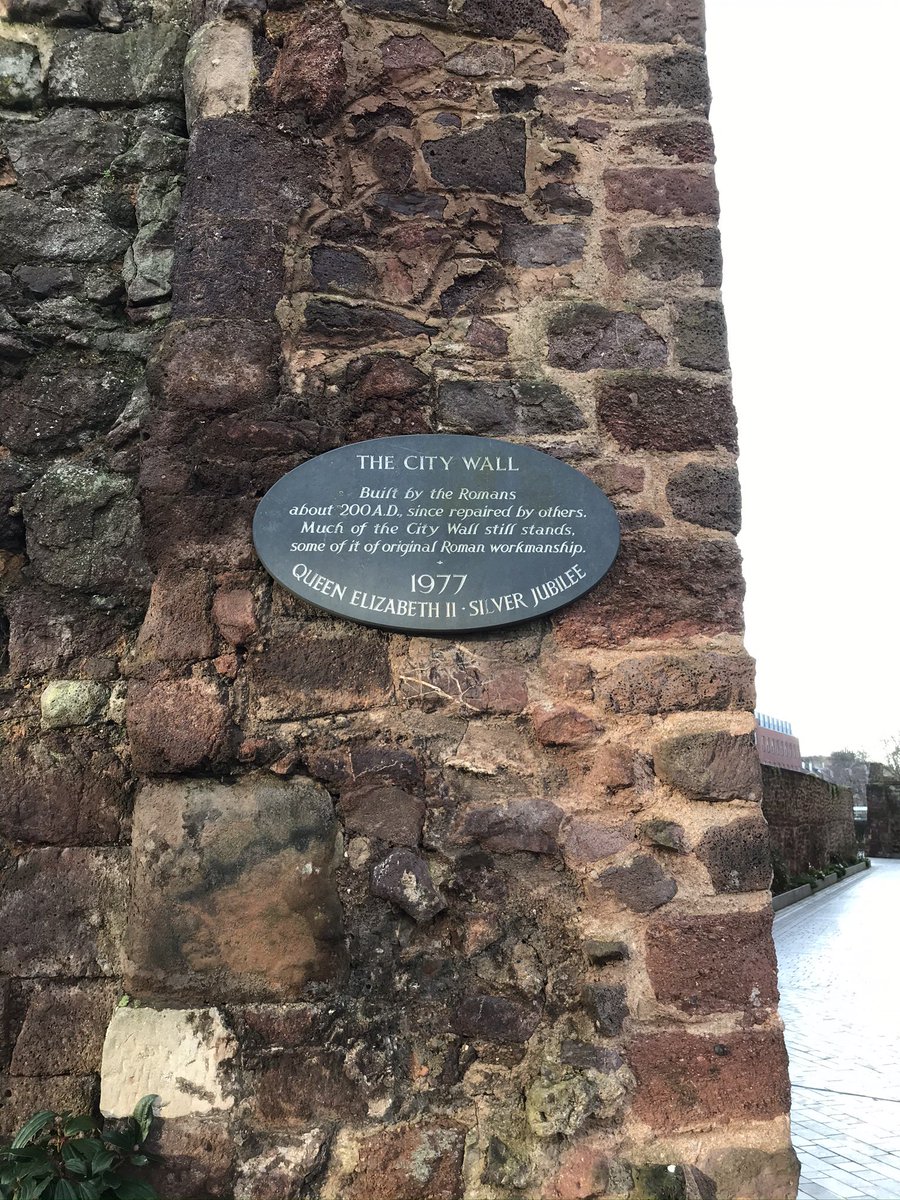 THE CITY WALL
Built by the Romans
about 200 A.D., since repaired by others.
Much of the City Wall still stands,
some of it of original Roman workmanship.
1977
QUEEN ELIZABETH II · SILVER JUBILEE